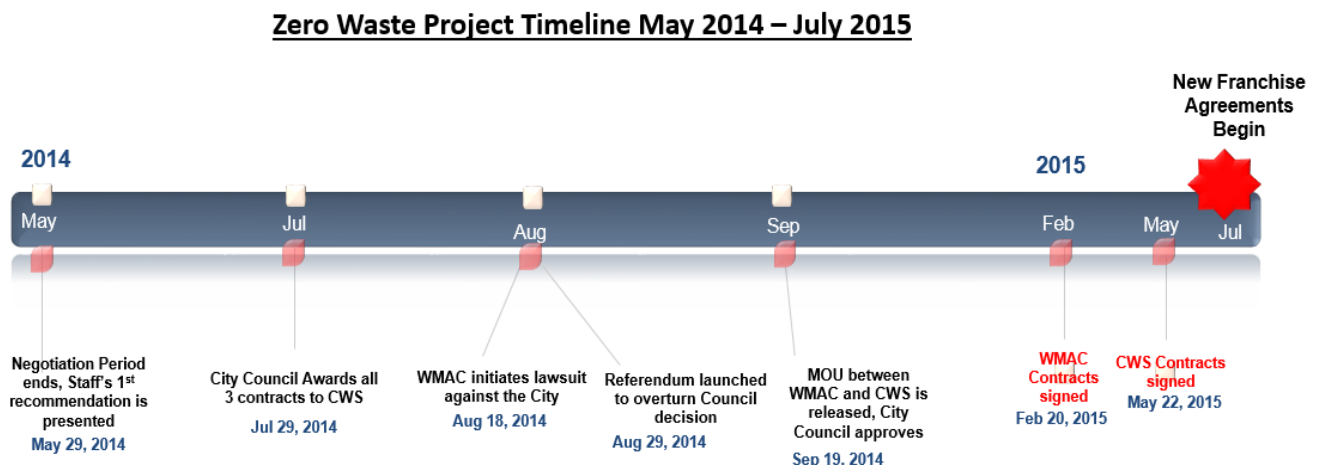 Zero Waste Project Timeline May 2014 – July 2015
New Franchise
Agreements
Begin
2014
2015
May
Jul
Aug
Sep
Feb
May
Jul
Negotiation Period
ends, Staff's 1st
recommendation is
presented
May 29, 2014
City Council Awards all
3 contracts to CWS
Jul 29, 2014
WMAC initiates lawsuit
against the City
Aug 18, 2014
Referendum launched
to overturn Council
decision
Aug 29, 2014
MOU between
WMAC and CWS is
released, City
Council approves
Sep 19, 2014
WMAC
Contracts
signed
Feb 20, 2015
CWS Contracts
signed
May 22, 2015